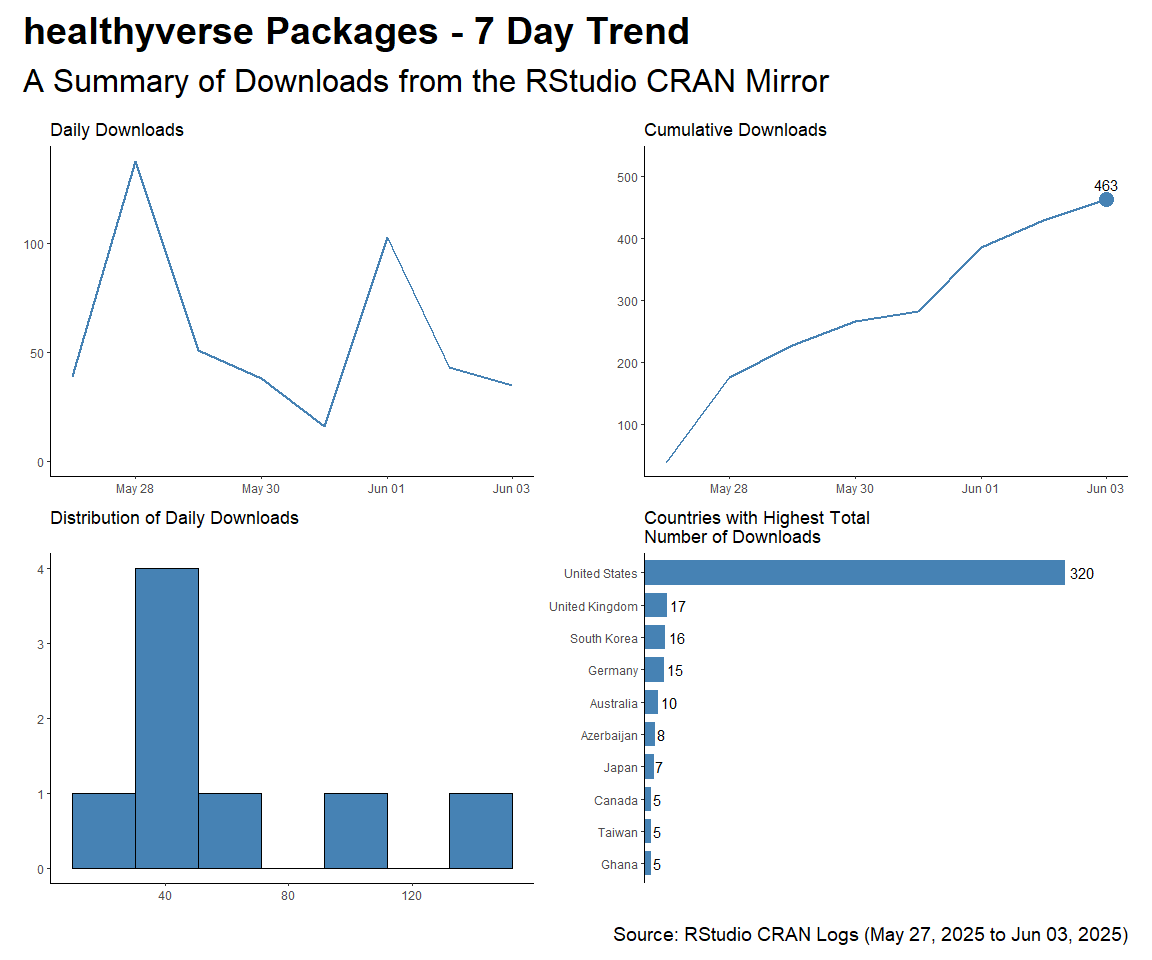 healthyverse Packages - 7 Day Trend
A Summary of Downloads from the RStudio CRAN Mirror
Daily Downloads
100
50
0
May 28
May 30
Jun 01
Jun 03
Cumulative Downloads
500
400
300
200
100
463
May 28
May 30
Jun 01
Jun 03
Distribution of Daily Downloads
4
3
2
1
0
40
80
120
Countries with Highest Total
Number of Downloads
United States 320
United Kingdom 17
South Korea 16
Germany 15
Australia 10
Azerbaijan 8
Japan 7
Canada 5
Taiwan 5
Ghana 5
Source: RStudio CRAN Logs (May 27, 2025 to Jun 03, 2025)